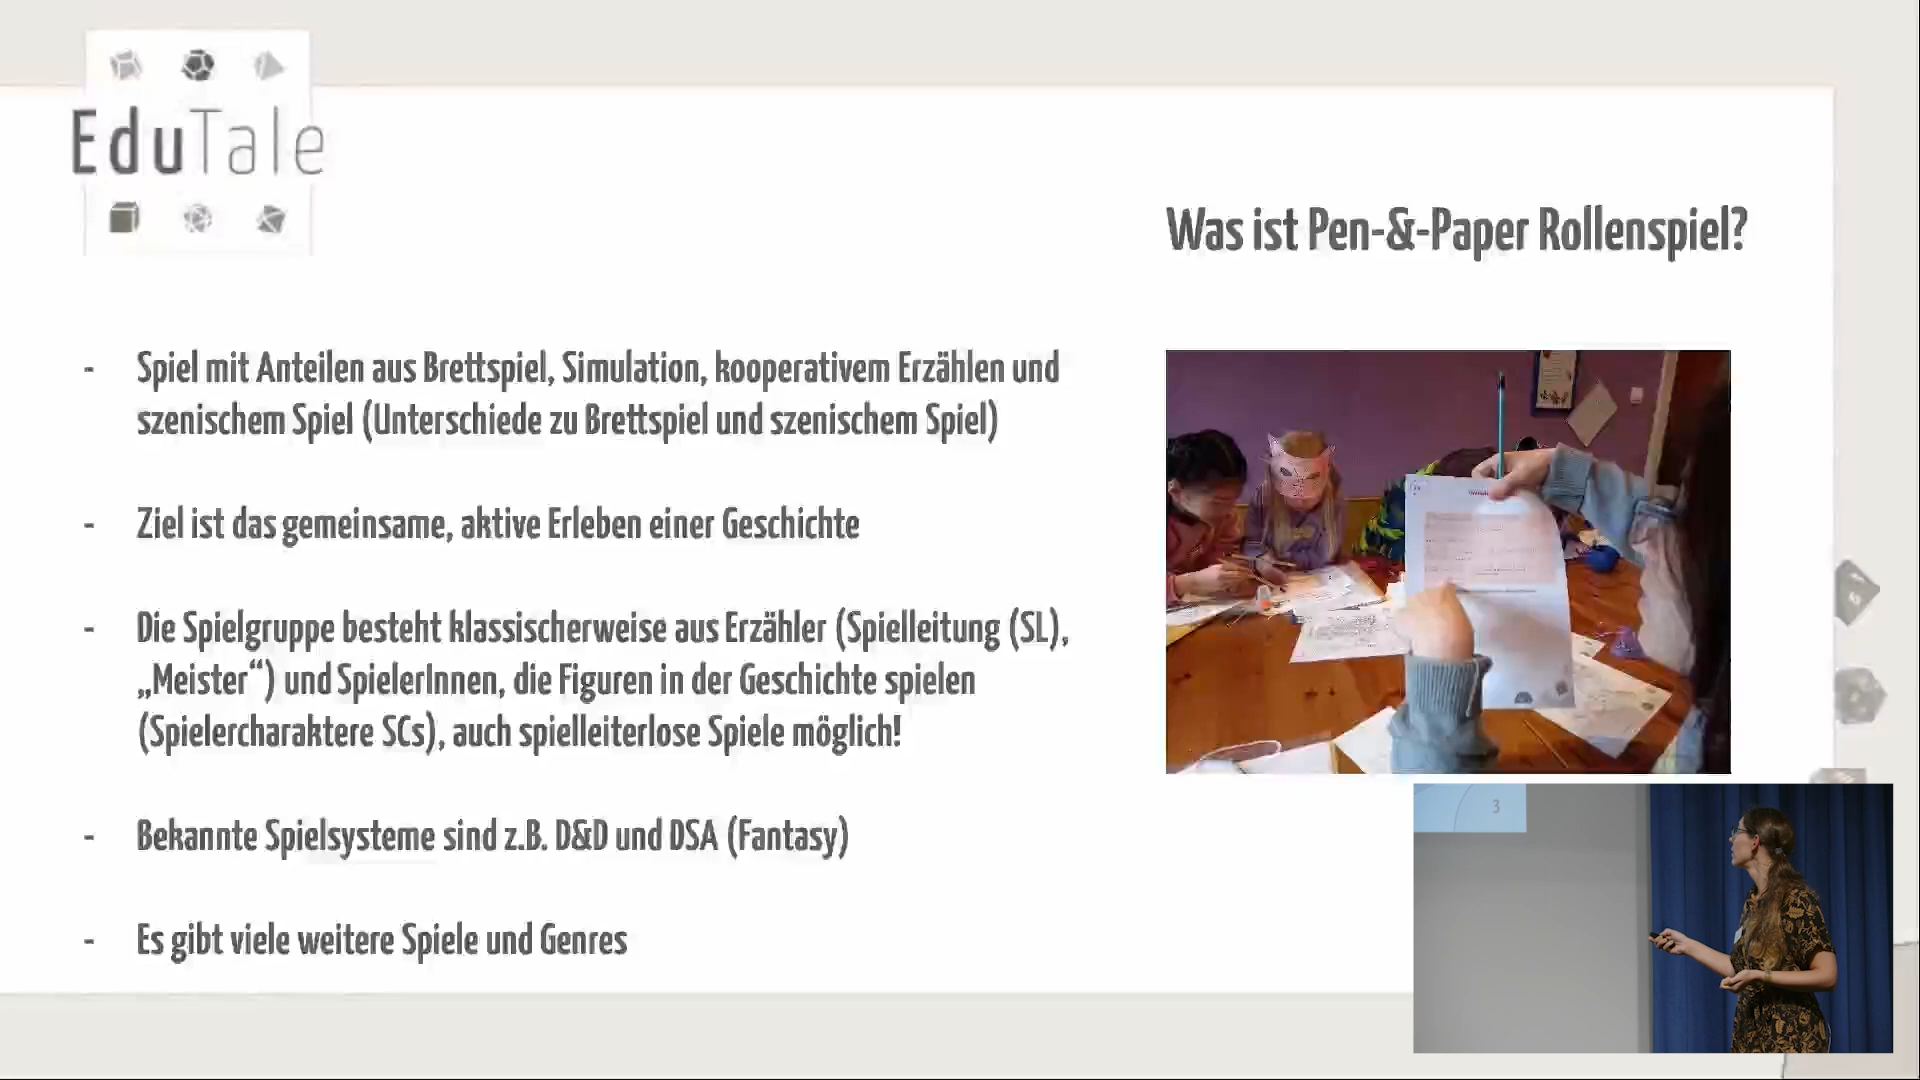 EduTale
Was ist Pen-&-Paper Rollenspiel?
- Spiel mit Anteilen aus Brettspiel, Simulation, kooperativem Erzählen und
szenischem Spiel (Unterschiede zu Brettspiel und szenischem Spiel)
- Ziel ist das gemeinsame, aktive Erleben einer Geschichte
- Die Spielgruppe besteht klassischerweise aus Erzähler (Spielleitung (SL),
„Meister“) und SpielerInnen, die Figuren in der Geschichte spielen
(Spielercharaktere SCs), auch spielleiterlose Spiele möglich!
- Bekannte Spielsysteme sind z.B. D&D und DSA (Fantasy)
- Es gibt viele weitere Spiele und Genres
3